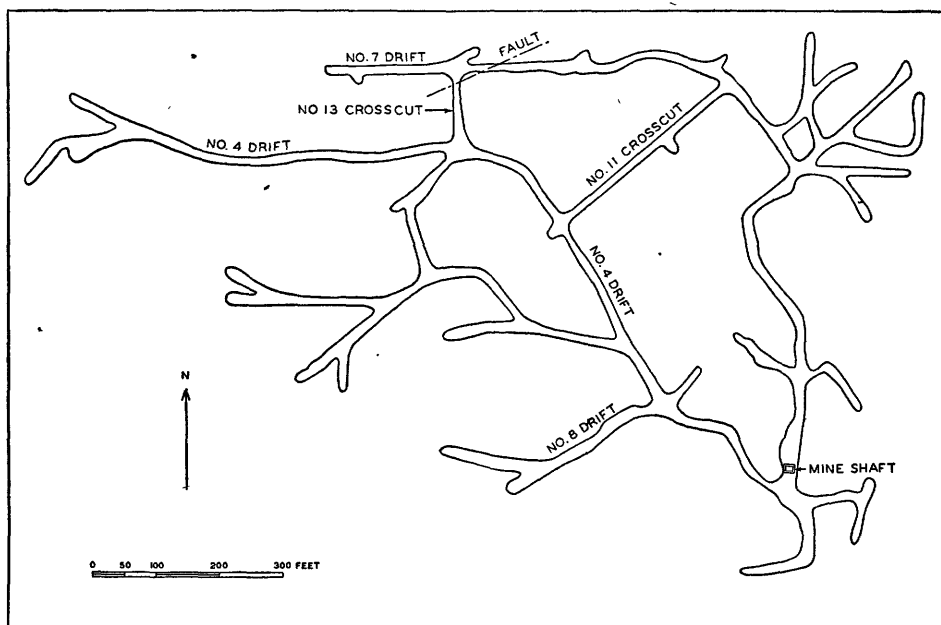 NO. 7 DRIFT
FAULT
NO 13 CROSSCUT
NO. 4 DRIFT
NO. 11 CROSSCUT
NO. 4 DRIFT
N
NO. 8 DRIFT
MINE SHAFT
0 50 100 200 300 FEET